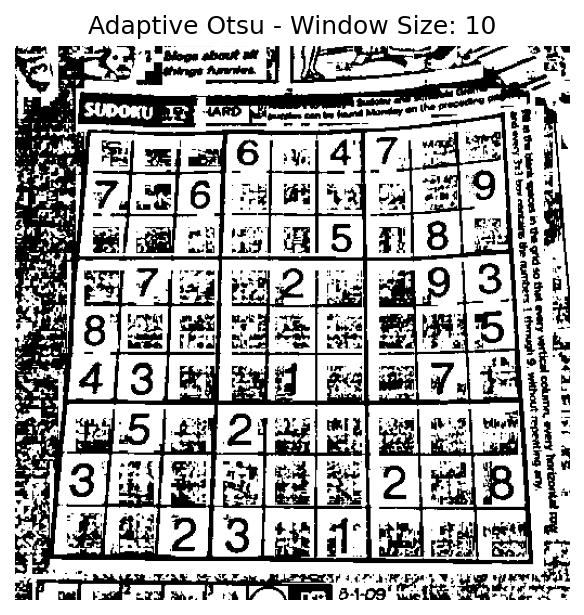 Adaptive Otsu - Window Size: 10
blogs about all
things funnies.
SUDOKU HARD
Sudoku and
puzzles can be found Monday on the preceding
6 4 7
7 6 9
5 8
7 2 9 3
8 5
4 3 1 7
5 2
3 2 8
2 3 1
Fill in the blank spaces in the grid so that every vertical column, every horizontal row
and every 3x3 box contains the numbers 1 through 9, without repeating any.
8-1-09